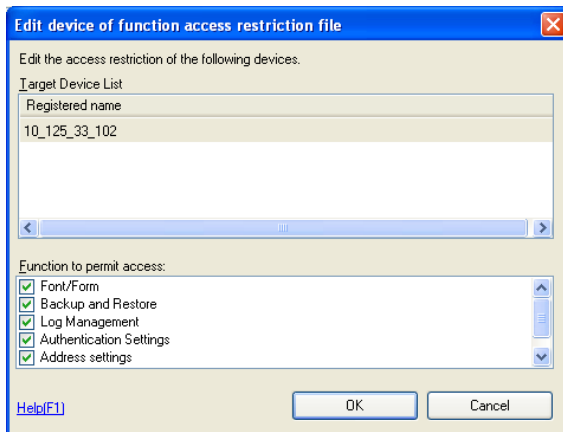 Edit device of function access restriction file
Edit the access restriction of the following devices.
Target Device List
Registered name
10_125_33_102
Function to permit access:
Font/Form
Backup and Restore
Log Management
Authentication Settings
Address settings
Help(F1)
OK
Cancel